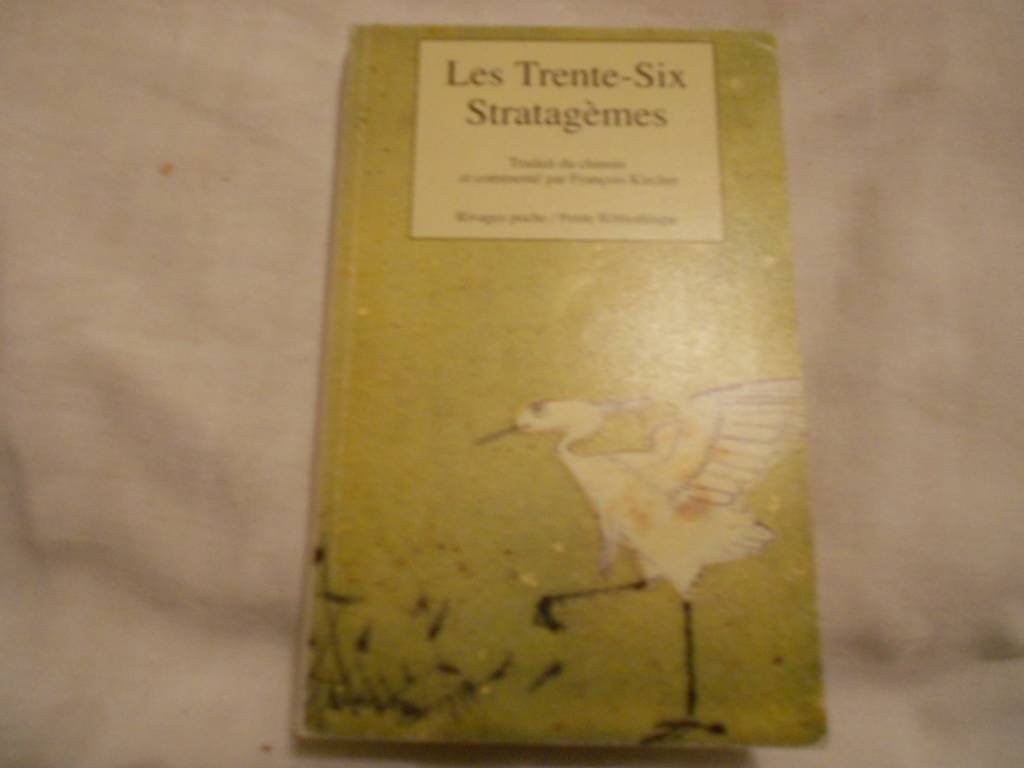 Les Trente-Six
Stratagèmes
Traduit du chinois
et commenté par François Kircher
Rivages poche / Petite Bibliothèque